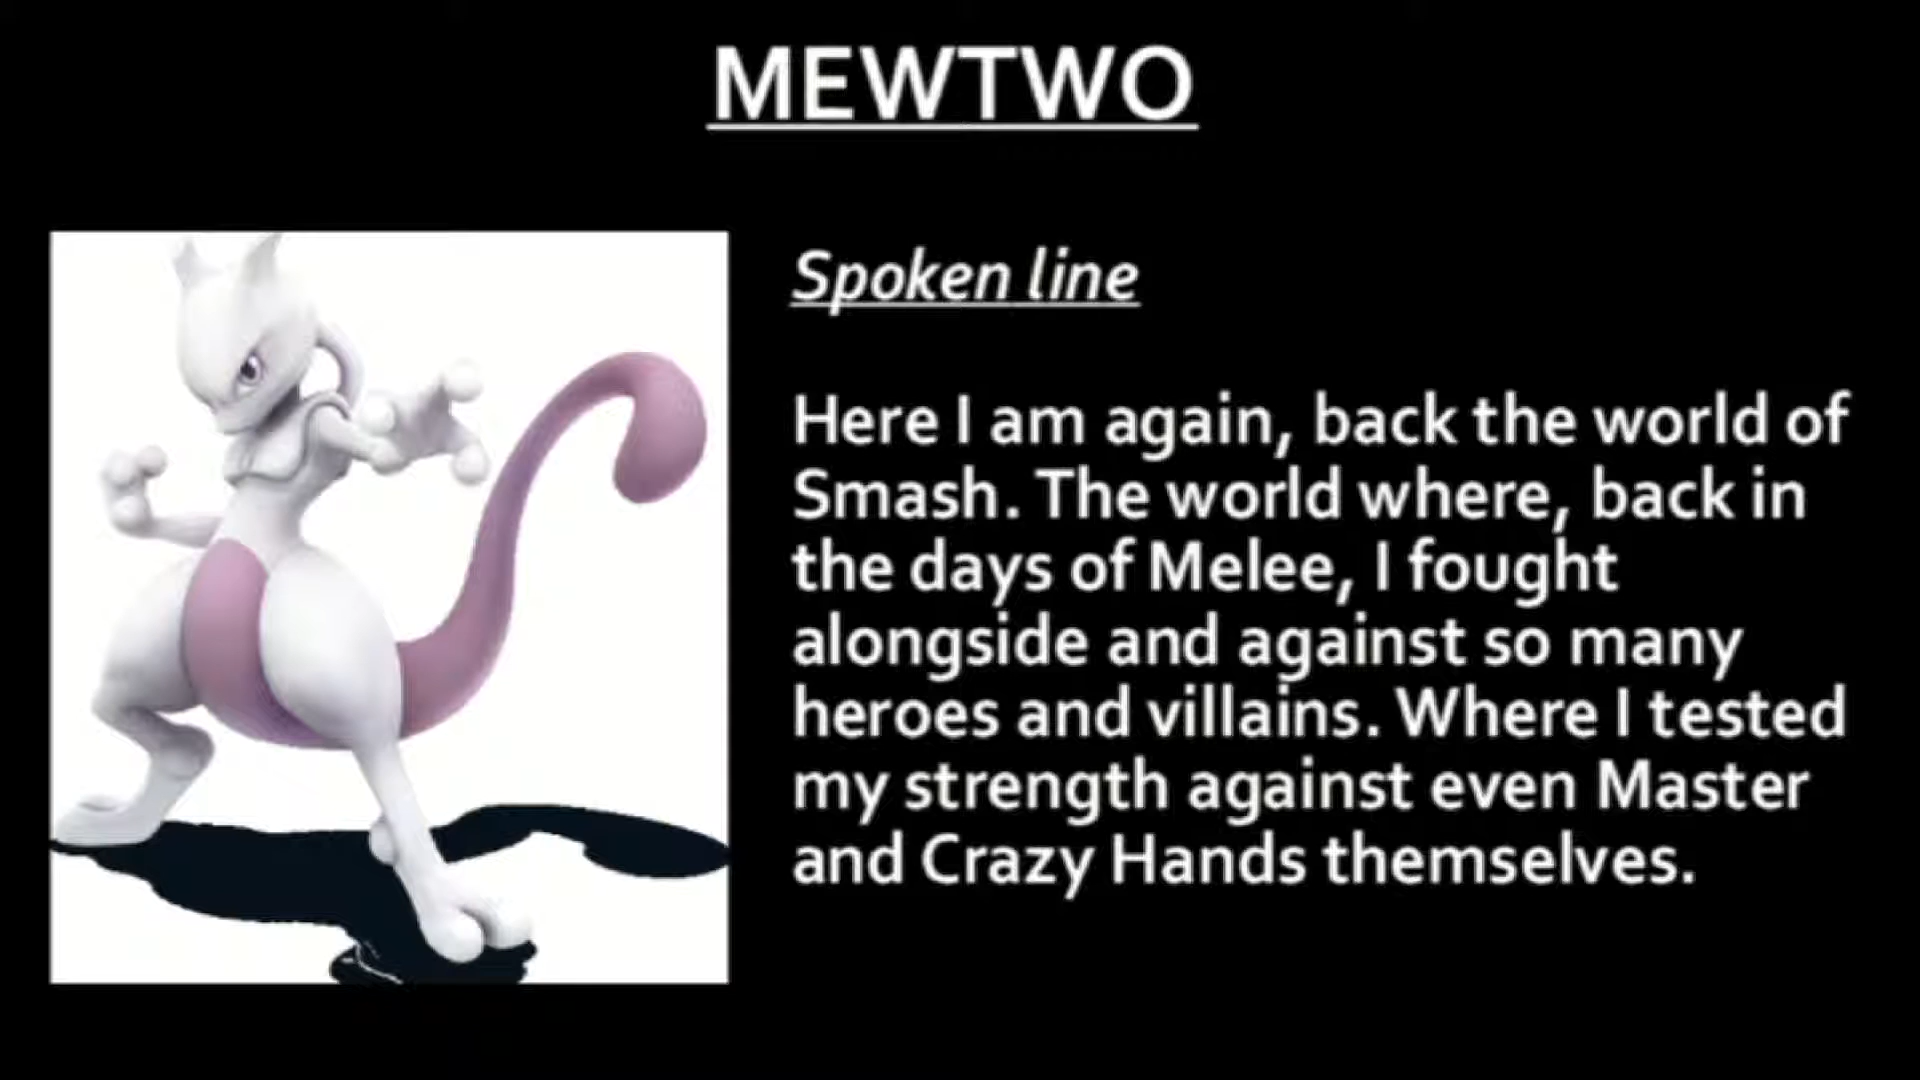 MEWTWO
Spoken line
Here I am again, back the world of
Smash. The world where, back in
the days of Melee, I fought
alongside and against so many
heroes and villains. Where I tested
my strength against even Master
and Crazy Hands themselves.